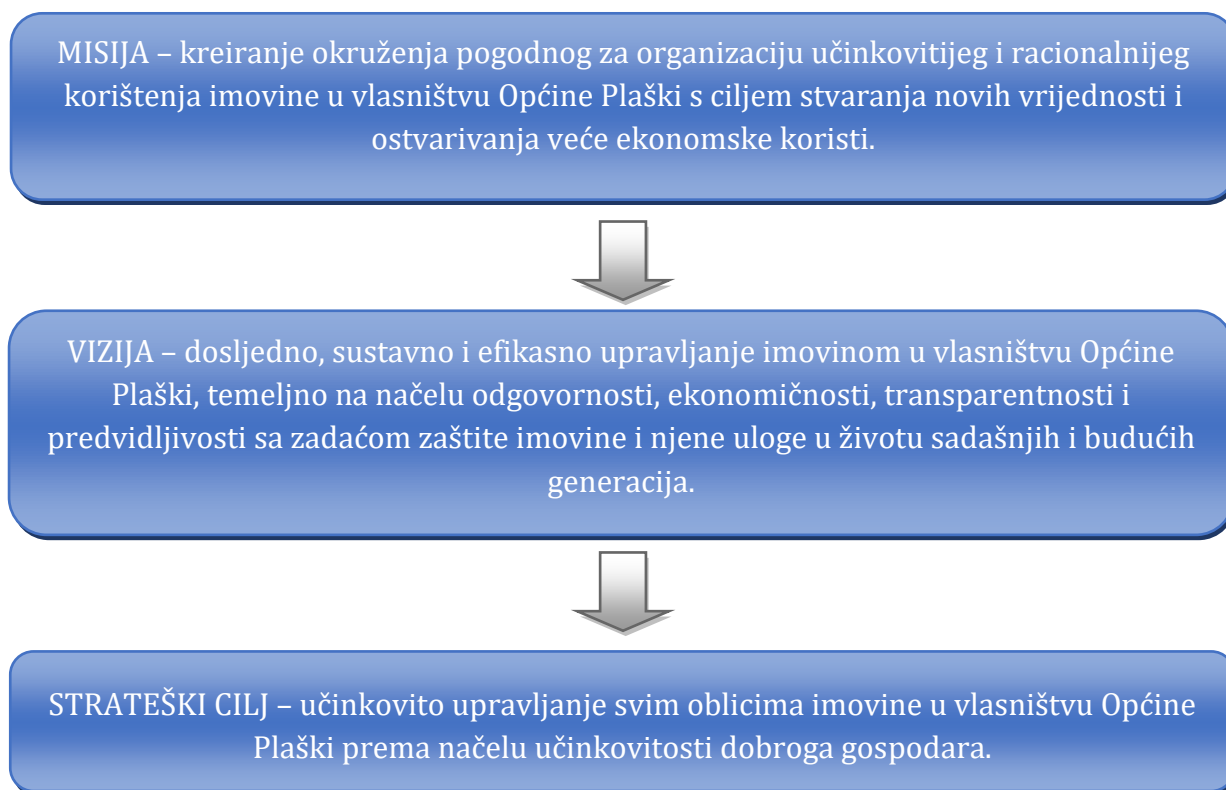 MISIJA – kreiranje okruženja pogodnog za organizaciju učinkovitijeg i racionalnijeg
korištenja imovine u vlasništvu Općine Plaški s ciljem stvaranja novih vrijednosti i
ostvarivanja veće ekonomske koristi.
VIZIJA – dosljedno, sustavno i efikasno upravljanje imovinom u vlasništvu Općine
Plaški, temeljno na načelu odgovornosti, ekonomičnosti, transparentnosti i
predvidljivosti sa zadaćom zaštite imovine i njene uloge u životu sadašnjih i budućih
generacija.
STRATEŠKI CILJ – učinkovito upravljanje svim oblicima imovine u vlasništvu Općine
Plaški prema načelu učinkovitosti dobroga gospodara.